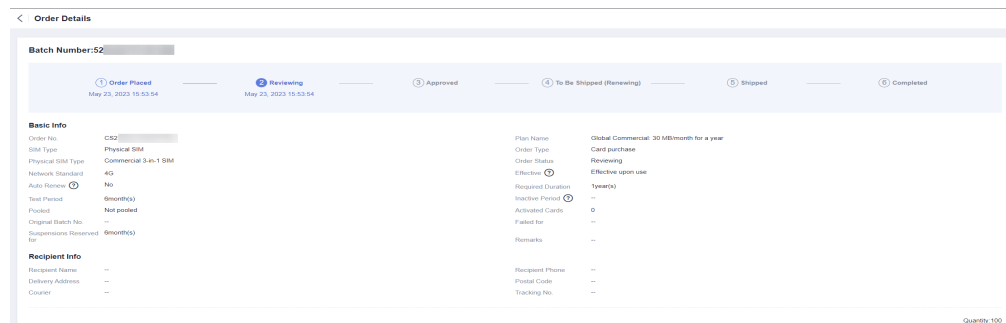 Order Details
Batch Number:52
1 Order Placed
2 Reviewing
3 Approved
4 To Be Shipped (Renewing)
5 Shipped
6 Completed
May 23, 2023 15:53:54
May 23, 2023 15:53:54
Basic Info
Order No. CS2
Plan Name Global Commercial: 30 MB/month for a year
SIM Type Physical SIM
Order Type Card purchase
Physical SIM Type Commercial 3-in-1 SIM
Order Status Reviewing
Network Standard 4G
Effective ? Effective upon use
Auto Renew ? No
Required Duration 1year(s)
Test Period 6month(s)
Inactive Period ? --
Pooled Not pooled
Activated Cards 0
Original Batch No. --
Failed for --
Suspensions Reserved for 6month(s)
Remarks --
Recipient Info
Recipient Name --
Recipient Phone --
Delivery Address --
Postal Code --
Courier --
Tracking No. --
Quantity:100